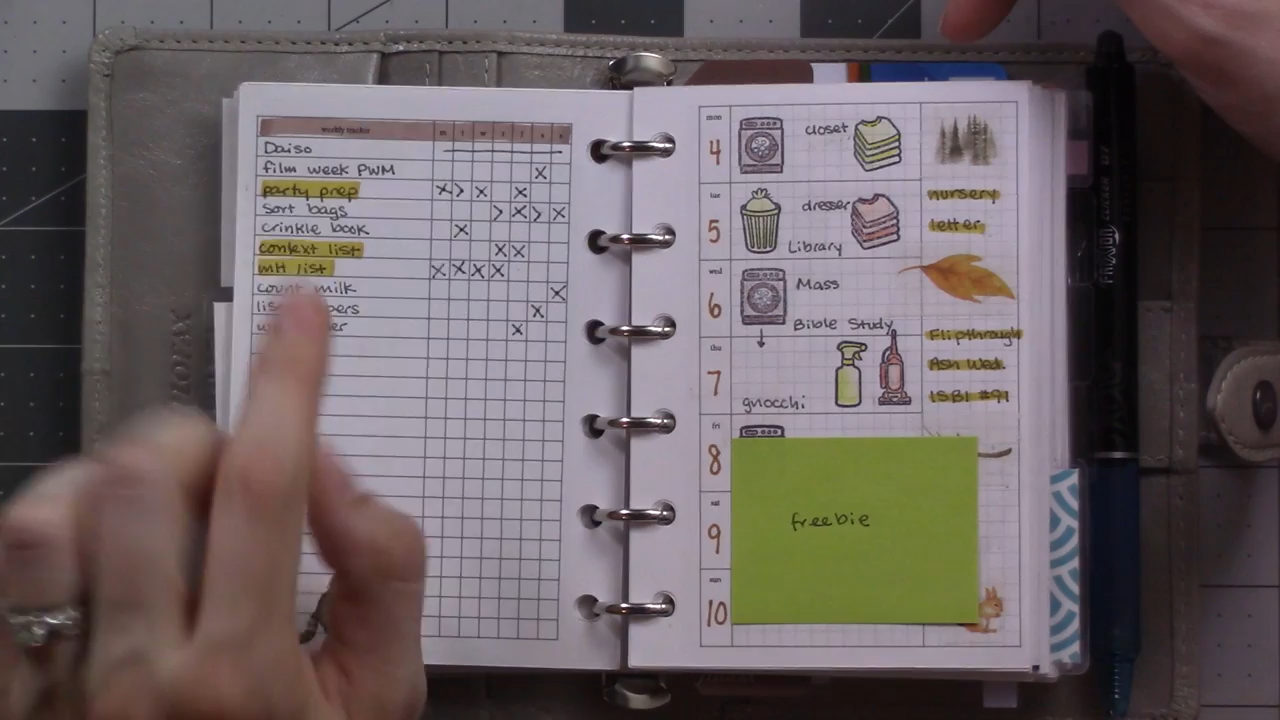 weekly tracker m t w t f s s
Daiso
film week PWM
party prep
sort bags
crinkle book
context list
MH list
count milk
mon
4
closet
tue
5
dresser
Library
nursery
letter
wed
6
Mass
Bible Study
thu
7
gnocchi
Flipthrough
Ash Wed.
ISBI #91
fri
8
sat
9
freebie
sun
10